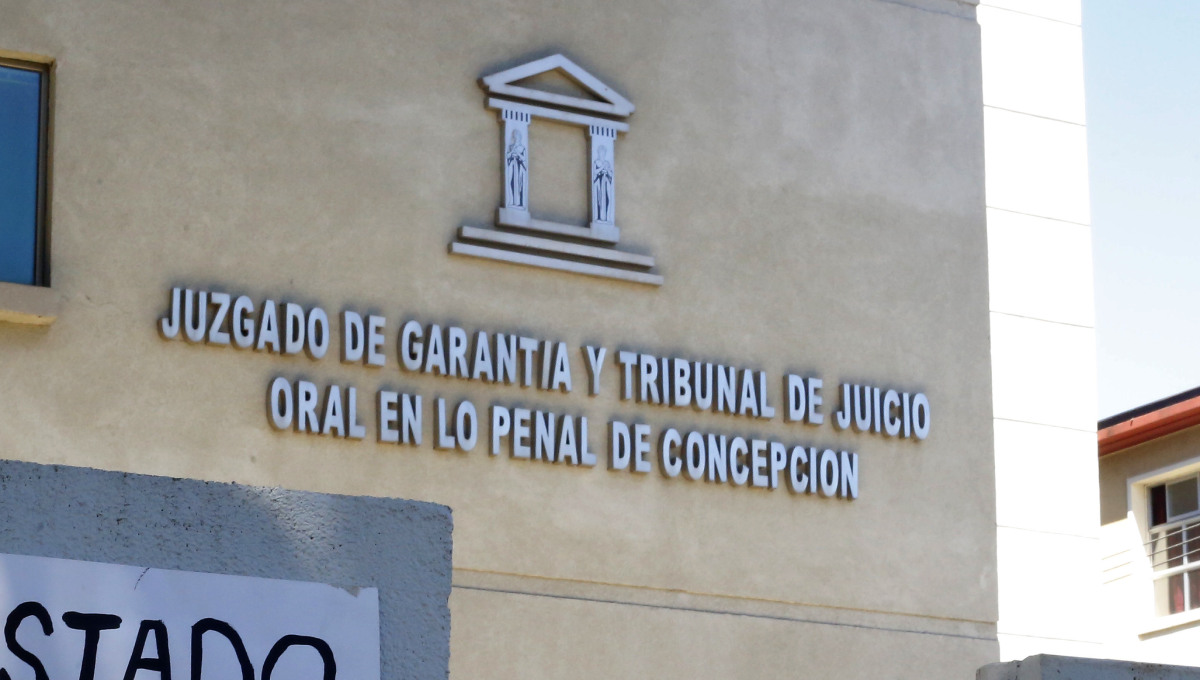 JUZGADO DE GARANTIA Y TRIBUNAL DE JUICIO
ORAL EN LO PENAL DE CONCEPCION
STADO